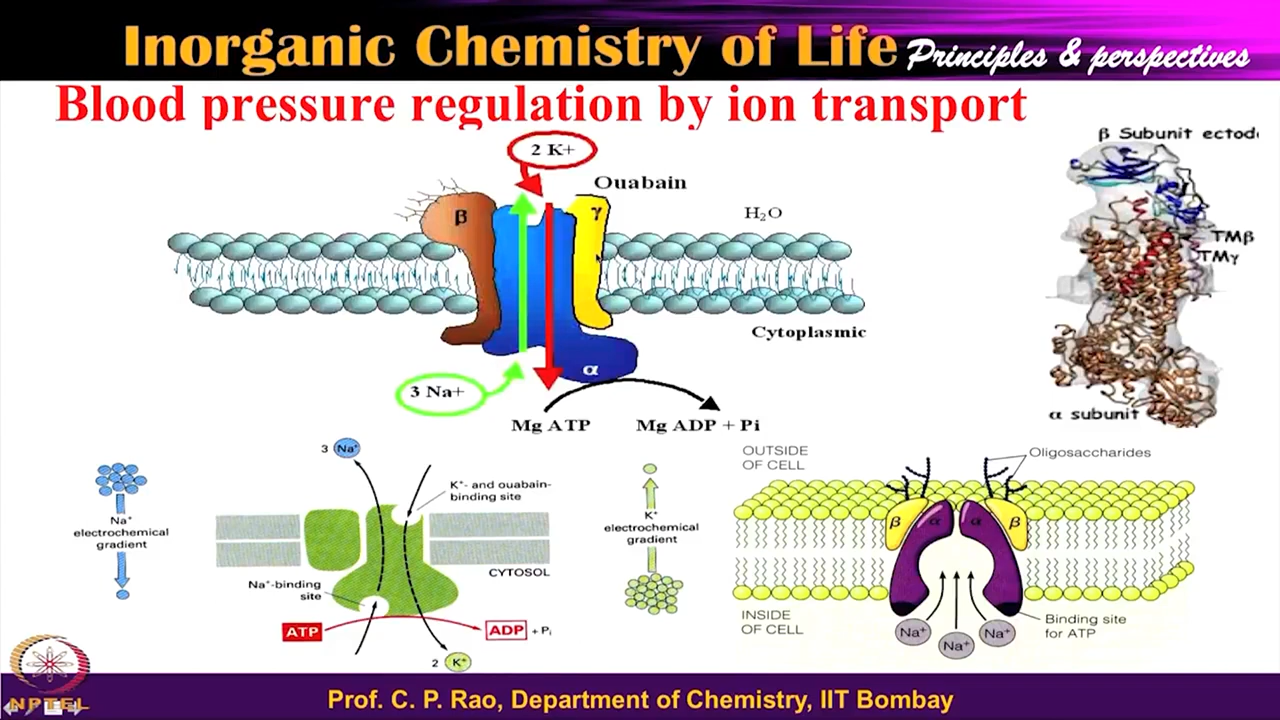 Inorganic Chemistry of Life Principles & perspectives
Blood pressure regulation by ion transport
2 K+
Ouabain
β
γ
H₂O
Cytoplasmic
α
3 Na+
Mg ATP
Mg ADP + Pi
β Subunit ectod
TMβ
TMγ
α subunit
Na⁺
electrochemical
gradient
3 Na⁺
K⁺- and ouabain-
binding site
CYTOSOL
Na⁺-binding
site
ATP
ADP + Pᵢ
2 K⁺
K⁺
electrochemical
gradient
OUTSIDE
OF CELL
Oligosaccharides
β α α β
INSIDE
OF CELL
Na⁺ Na⁺ Na⁺
Binding site
for ATP
NPTEL
Prof. C. P. Rao, Department of Chemistry, IIT Bombay